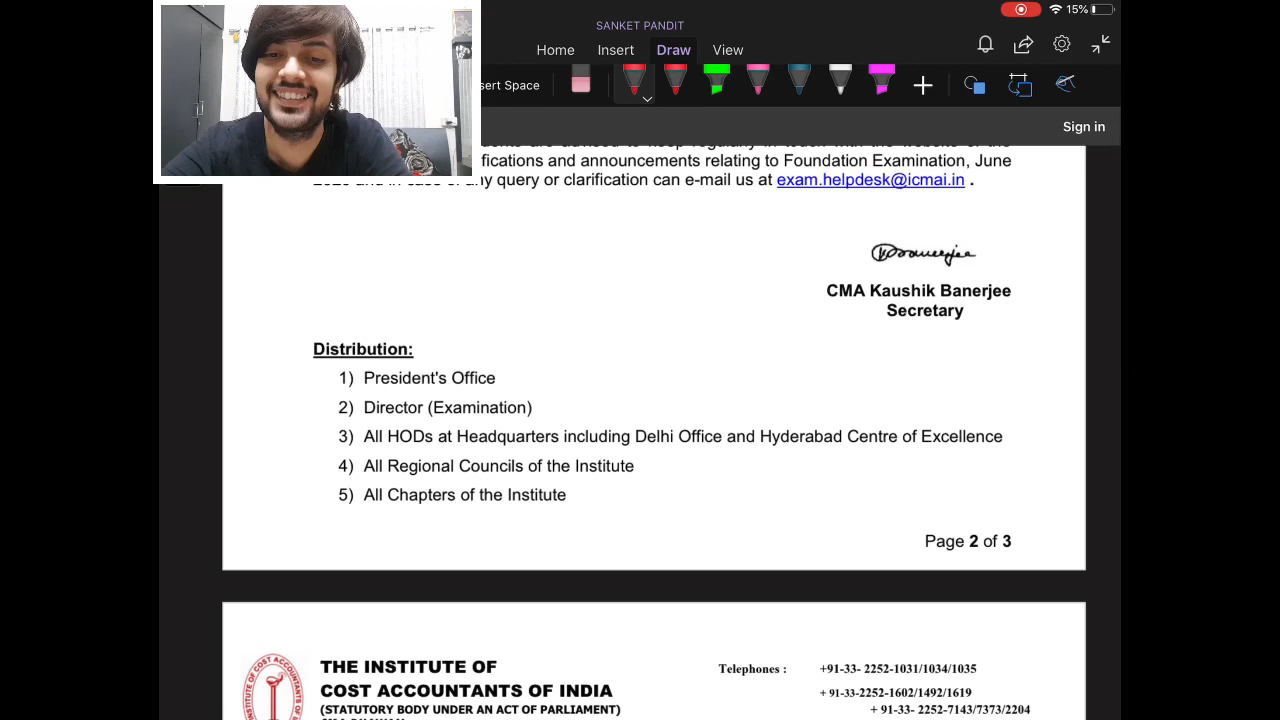 SANKET PANDIT
15%
Home Insert Draw View
sert Space
Sign in
fications and announcements relating to Foundation Examination, June
any query or clarification can e-mail us at exam.helpdesk@icmai.in .
CMA Kaushik Banerjee
Secretary
Distribution:
1) President's Office
2) Director (Examination)
3) All HODs at Headquarters including Delhi Office and Hyderabad Centre of Excellence
4) All Regional Councils of the Institute
5) All Chapters of the Institute
Page 2 of 3
THE INSTITUTE OF
COST ACCOUNTANTS OF INDIA
(STATUTORY BODY UNDER AN ACT OF PARLIAMENT)
Telephones : +91-33- 2252-1031/1034/1035
+ 91-33-2252-1602/1492/1619
+ 91-33- 2252-7143/7373/2204